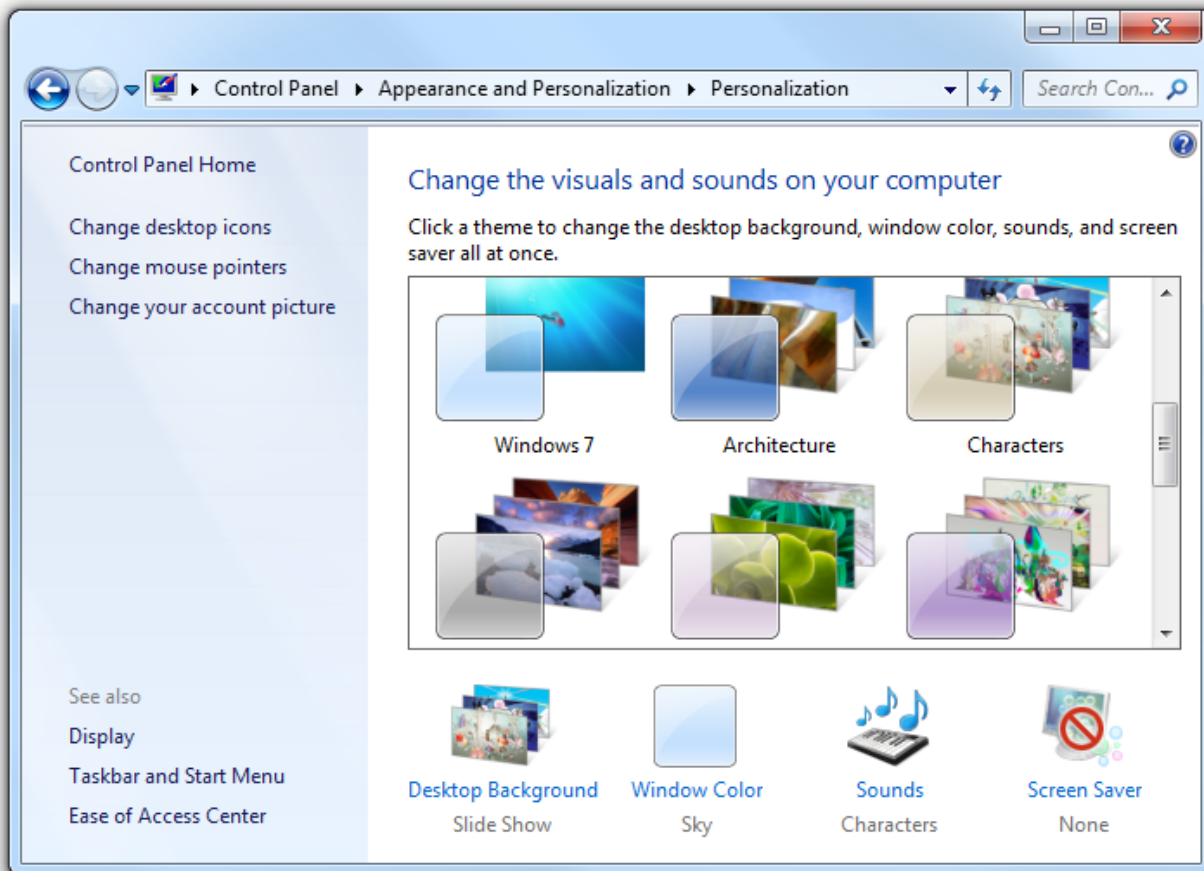 Control Panel Appearance and Personalization Personalization
Search Con...
Control Panel Home
Change desktop icons
Change mouse pointers
Change your account picture
See also
Display
Taskbar and Start Menu
Ease of Access Center
Change the visuals and sounds on your computer
Click a theme to change the desktop background, window color, sounds, and screen
saver all at once.
Windows 7
Architecture
Characters
Desktop Background
Slide Show
Window Color
Sky
Sounds
Characters
Screen Saver
None